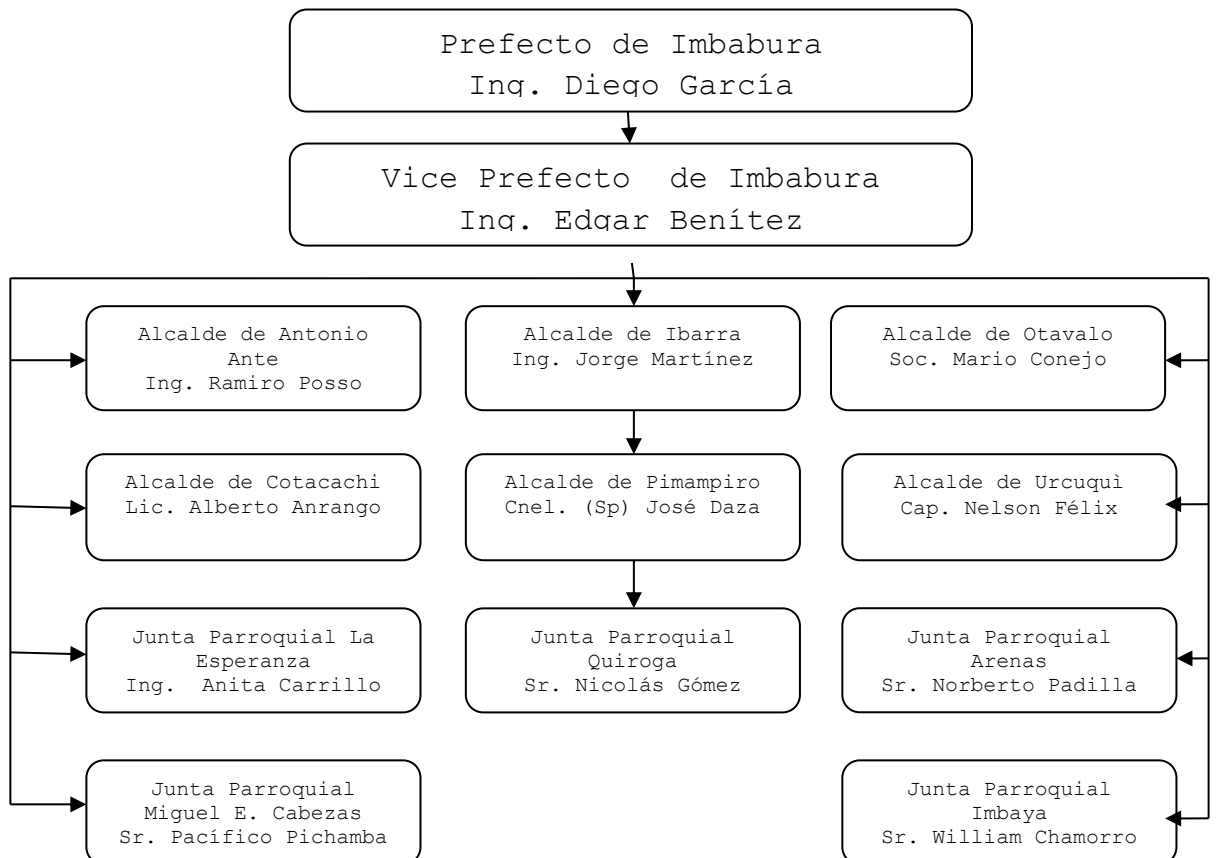 Prefecto de Imbabura
Ing. Diego García
Vice Prefecto de Imbabura
Ing. Edgar Benítez
Alcalde de Antonio
Ante
Ing. Ramiro Posso
Alcalde de Ibarra
Ing. Jorge Martínez
Alcalde de Otavalo
Soc. Mario Conejo
Alcalde de Cotacachi
Lic. Alberto Anrango
Alcalde de Pimampiro
Cnel. (Sp) José Daza
Alcalde de Urcuquì
Cap. Nelson Félix
Junta Parroquial La
Esperanza
Ing. Anita Carrillo
Junta Parroquial
Quiroga
Sr. Nicolás Gómez
Junta Parroquial
Arenas
Sr. Norberto Padilla
Junta Parroquial
Miguel E. Cabezas
Sr. Pacífico Pichamba
Junta Parroquial
Imbaya
Sr. William Chamorro